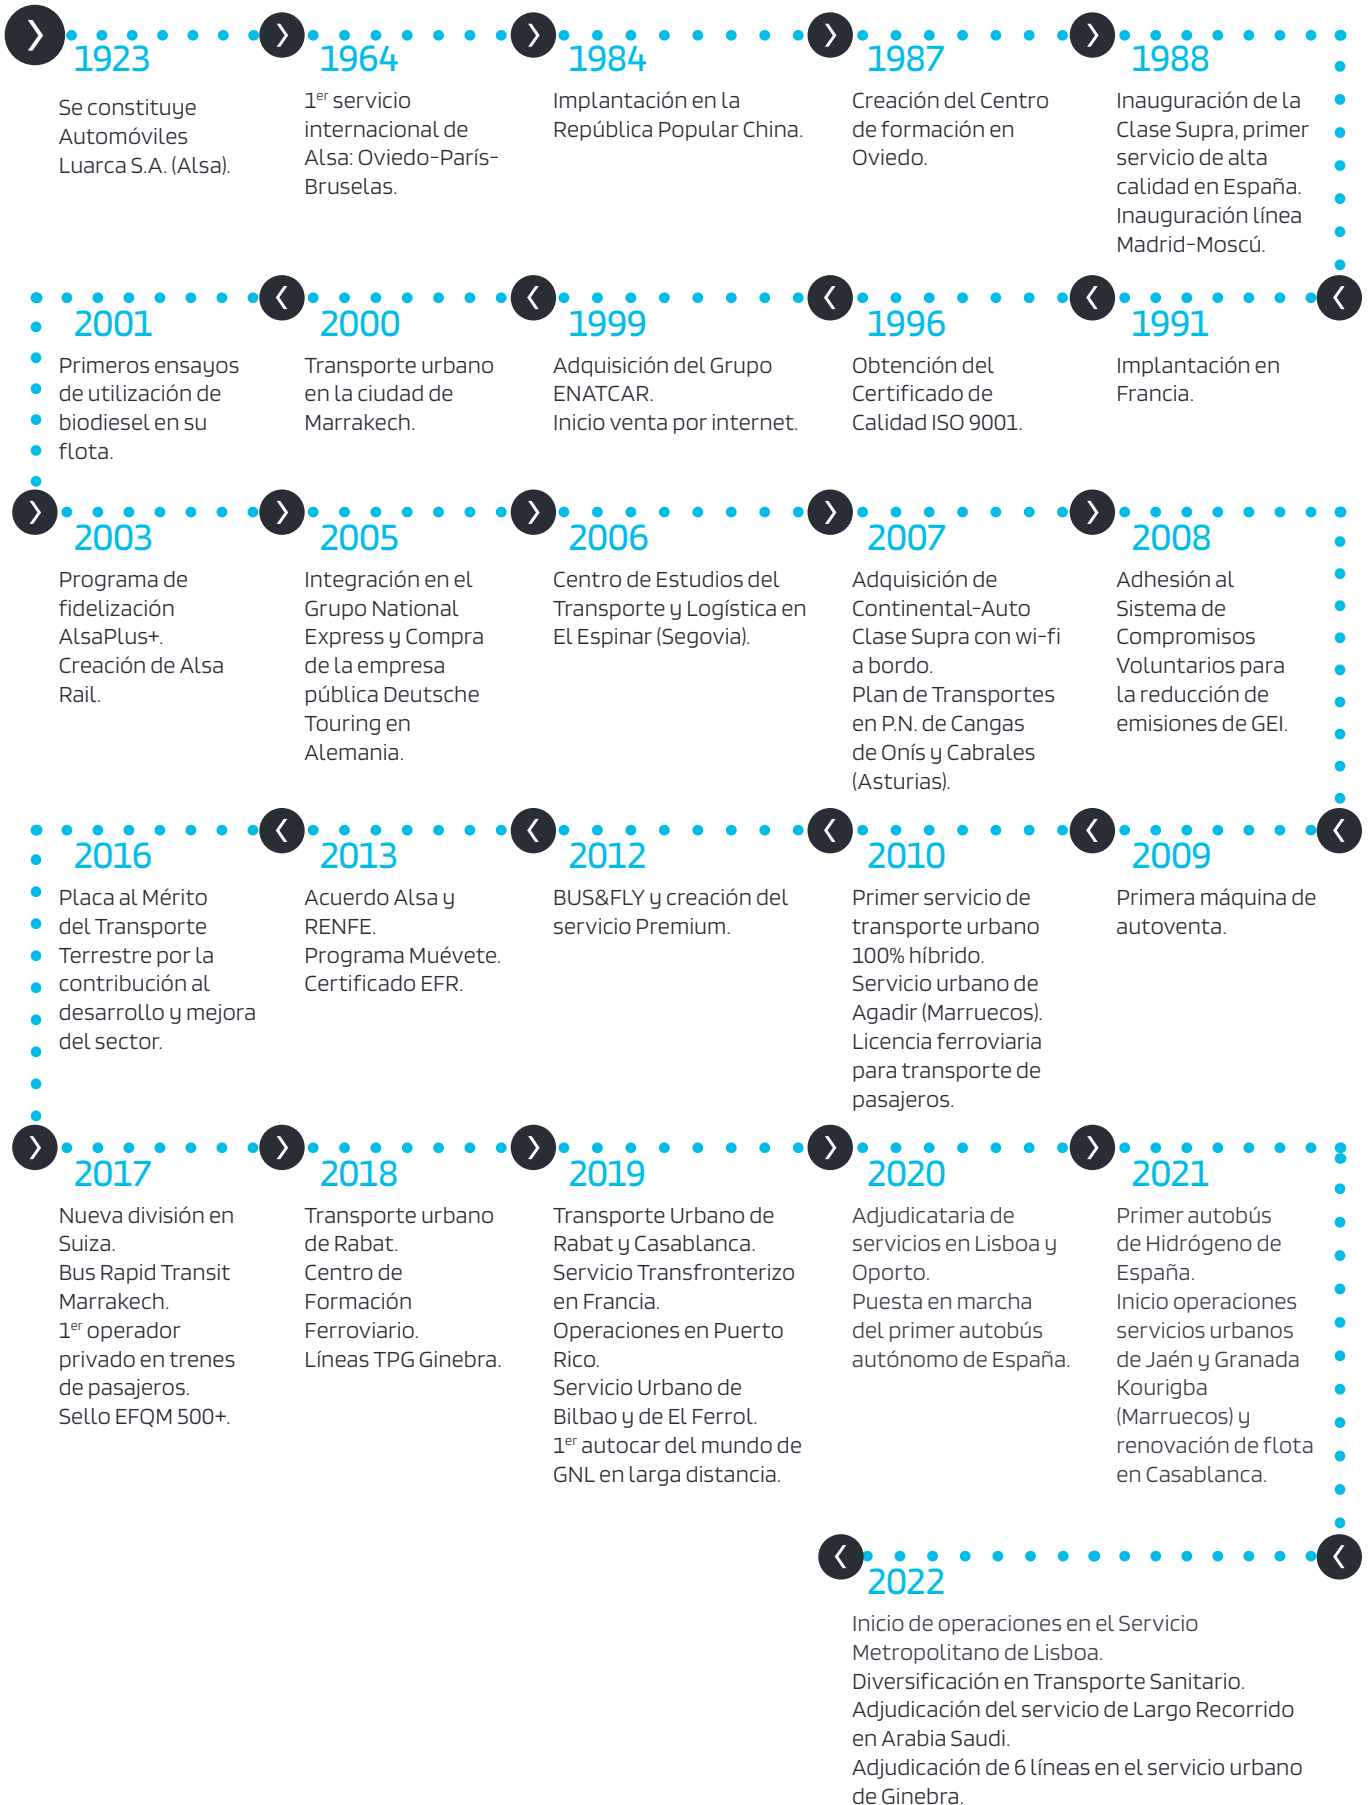 1923
Se constituye
Automóviles
Luarca S.A. (Alsa).
1964
1er servicio
internacional de
Alsa: Oviedo-París-
Bruselas.
1984
Implantación en la
República Popular China.
1987
Creación del Centro
de formación en
Oviedo.
1988
Inauguración de la
Clase Supra, primer
servicio de alta
calidad en España.
Inauguración línea
Madrid-Moscú.
1991
Implantación en
Francia.
1996
Obtención del
Certificado de
Calidad ISO 9001.
1999
Adquisición del Grupo
ENATCAR.
Inicio venta por internet.
2000
Transporte urbano
en la ciudad de
Marrakech.
2001
Primeros ensayos
de utilización de
biodiesel en su
flota.
2003
Programa de
fidelización
AlsaPlus+.
Creación de Alsa
Rail.
2005
Integración en el
Grupo National
Express y Compra
de la empresa
pública Deutsche
Touring en
Alemania.
2006
Centro de Estudios del
Transporte y Logística en
El Espinar (Segovia).
2007
Adquisición de
Continental-Auto
Clase Supra con wi-fi
a bordo.
Plan de Transportes
en P.N. de Cangas
de Onís y Cabrales
(Asturias).
2008
Adhesión al
Sistema de
Compromisos
Voluntarios para
la reducción de
emisiones de GEI.
2009
Primera máquina de
autoventa.
2010
Primer servicio de
transporte urbano
100% híbrido.
Servicio urbano de
Agadir (Marruecos).
Licencia ferroviaria
para transporte de
pasajeros.
2012
BUS&FLY y creación del
servicio Premium.
2013
Acuerdo Alsa y
RENFE.
Programa Muévete.
Certificado EFR.
2016
Placa al Mérito
del Transporte
Terrestre por la
contribución al
desarrollo y mejora
del sector.
2017
Nueva división en
Suiza.
Bus Rapid Transit
Marrakech.
1er operador
privado en trenes
de pasajeros.
Sello EFQM 500+.
2018
Transporte urbano
de Rabat.
Centro de
Formación
Ferroviario.
Líneas TPG Ginebra.
2019
Transporte Urbano de
Rabat y Casablanca.
Servicio Transfronterizo
en Francia.
Operaciones en Puerto
Rico.
Servicio Urbano de
Bilbao y de El Ferrol.
1er autocar del mundo de
GNL en larga distancia.
2020
Adjudicataria de
servicios en Lisboa y
Oporto.
Puesta en marcha
del primer autobús
autónomo de España.
2021
Primer autobús
de Hidrógeno de
España.
Inicio operaciones
servicios urbanos
de Jaén y Granada
Kourigba
(Marruecos) y
renovación de flota
en Casablanca.
2022
Inicio de operaciones en el Servicio
Metropolitano de Lisboa.
Diversificación en Transporte Sanitario.
Adjudicación del servicio de Largo Recorrido
en Arabia Saudi.
Adjudicación de 6 líneas en el servicio urbano
de Ginebra.